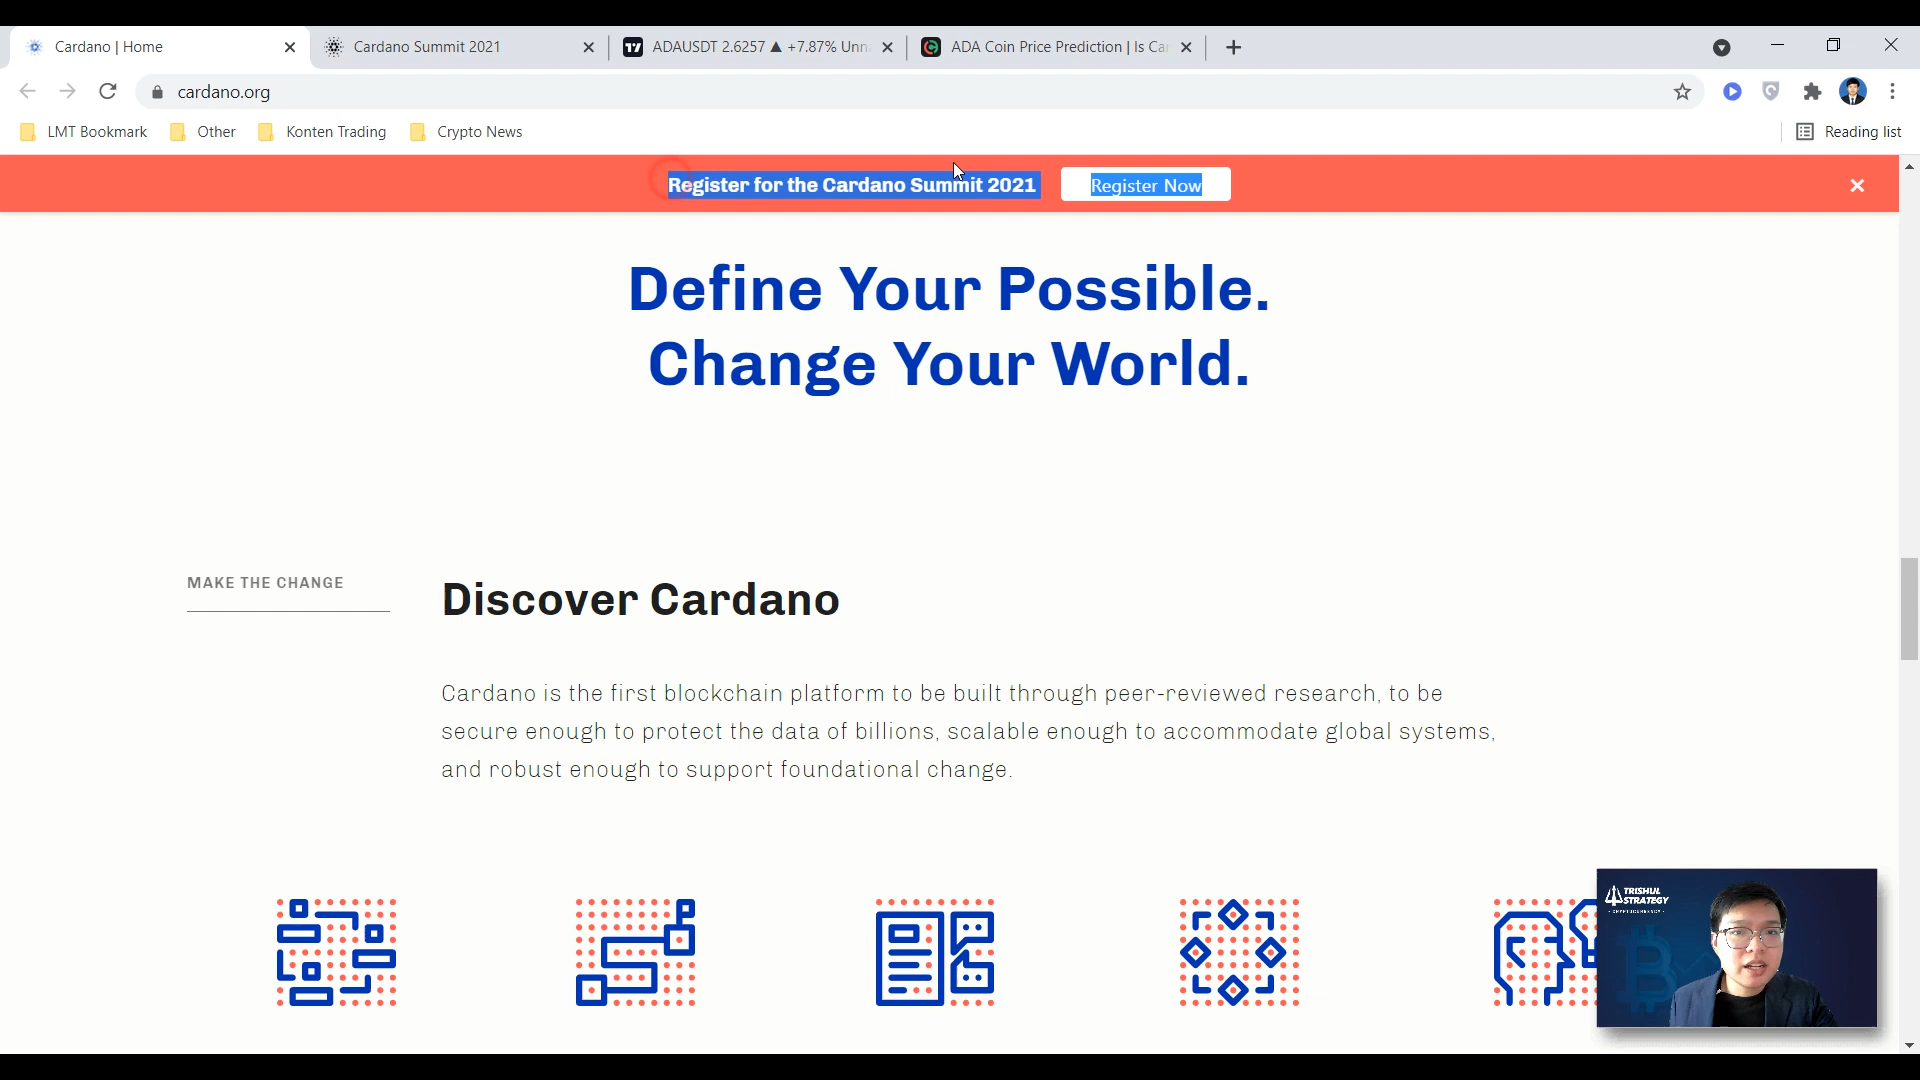 Cardano | Home
Cardano Summit 2021
ADAUSDT 2.6257 ▲ +7.87% Unn
ADA Coin Price Prediction | Is Ca
cardano.org
LMT Bookmark
Other
Konten Trading
Crypto News
Reading list
Register for the Cardano Summit 2021
Register Now
Define Your Possible.
Change Your World.
MAKE THE CHANGE
Discover Cardano
Cardano is the first blockchain platform to be built through peer-reviewed research, to be
secure enough to protect the data of billions, scalable enough to accommodate global systems,
and robust enough to support foundational change.
TRISHUL
STRATEGY
- CRYPTOCURRENCY -